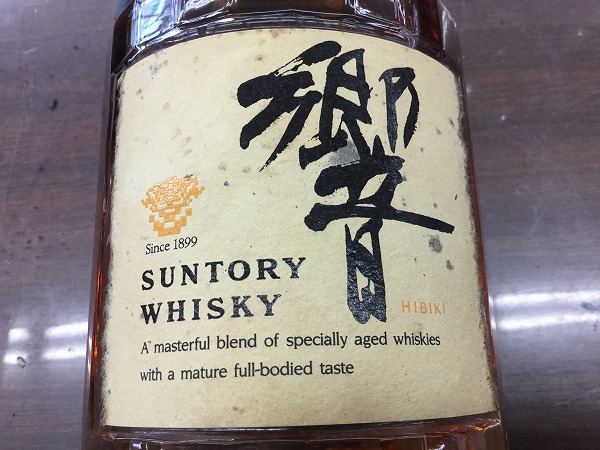 響
Since 1899
SUNTORY
WHISKY
HIBIKI
A masterful blend of specially aged whiskies
with a mature full-bodied taste